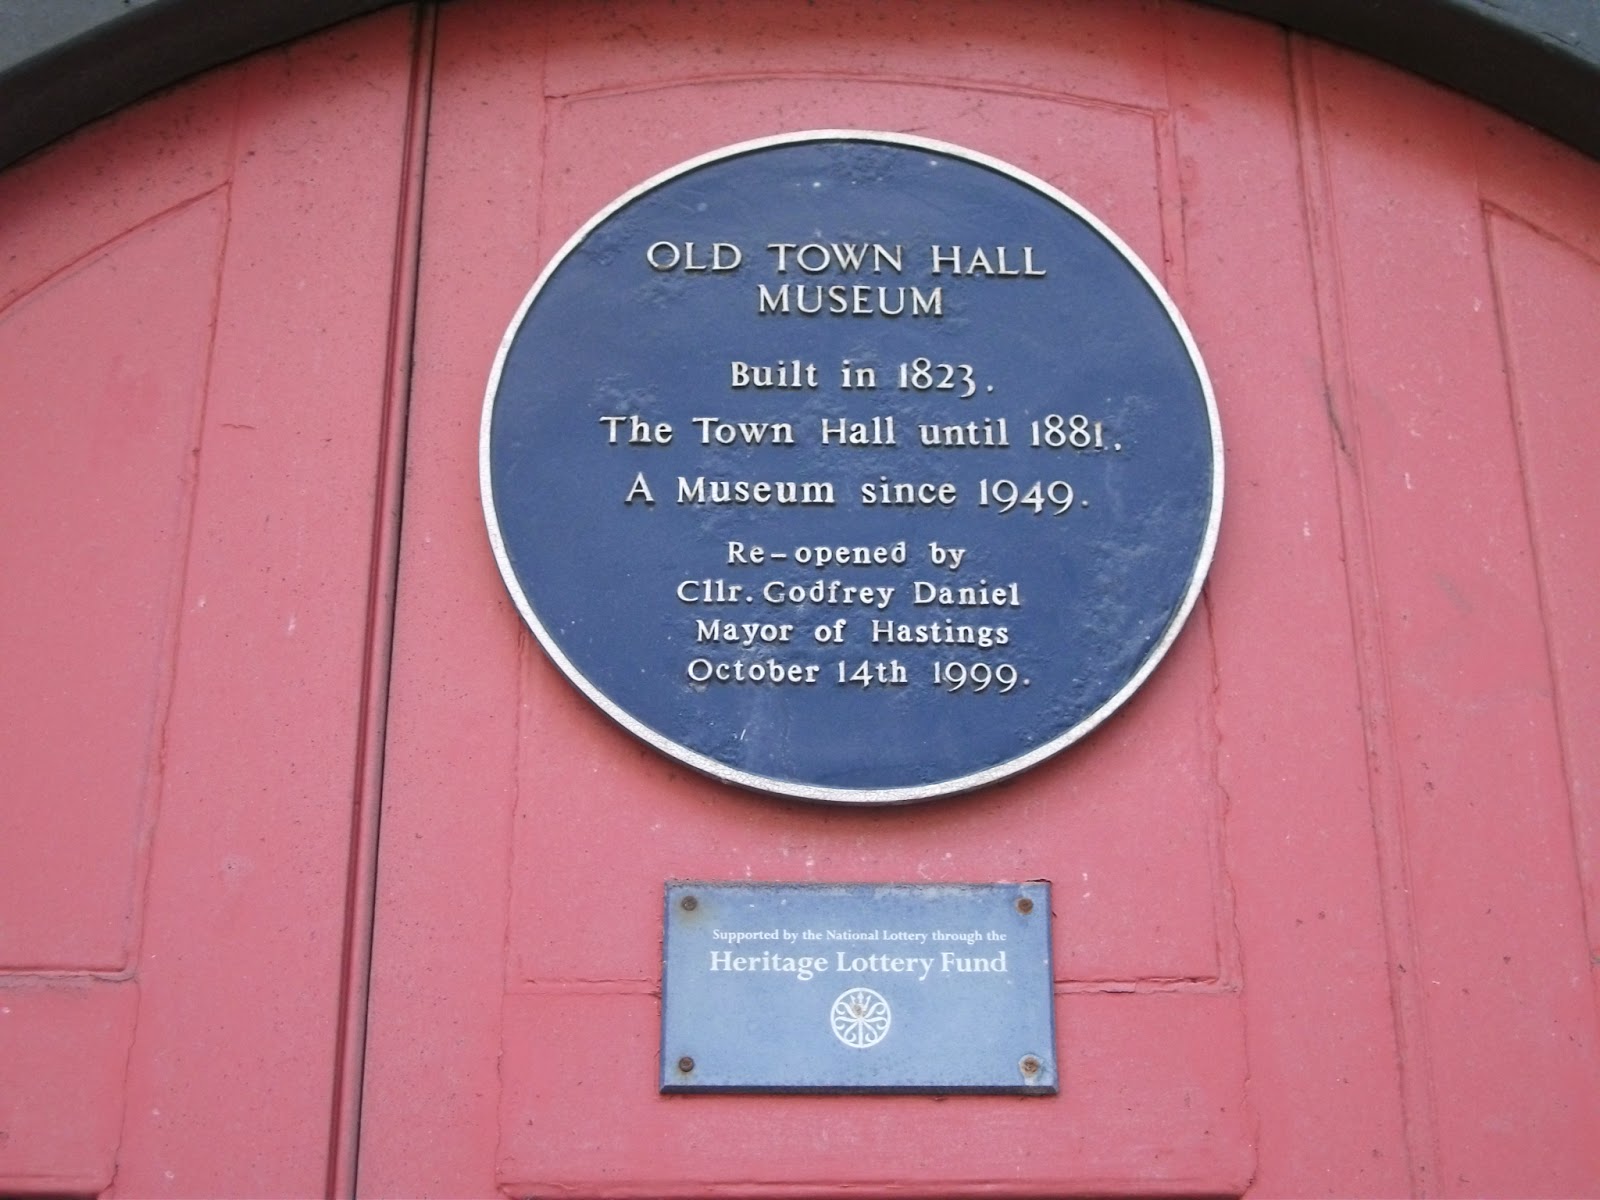 OLD TOWN HALL
MUSEUM
Built in 1823.
The Town Hall until 1881.
A Museum since 1949.
Re-opened by
Cllr. Godfrey Daniel
Mayor of Hastings
October 14th 1999.
Supported by the National Lottery through the
Heritage Lottery Fund